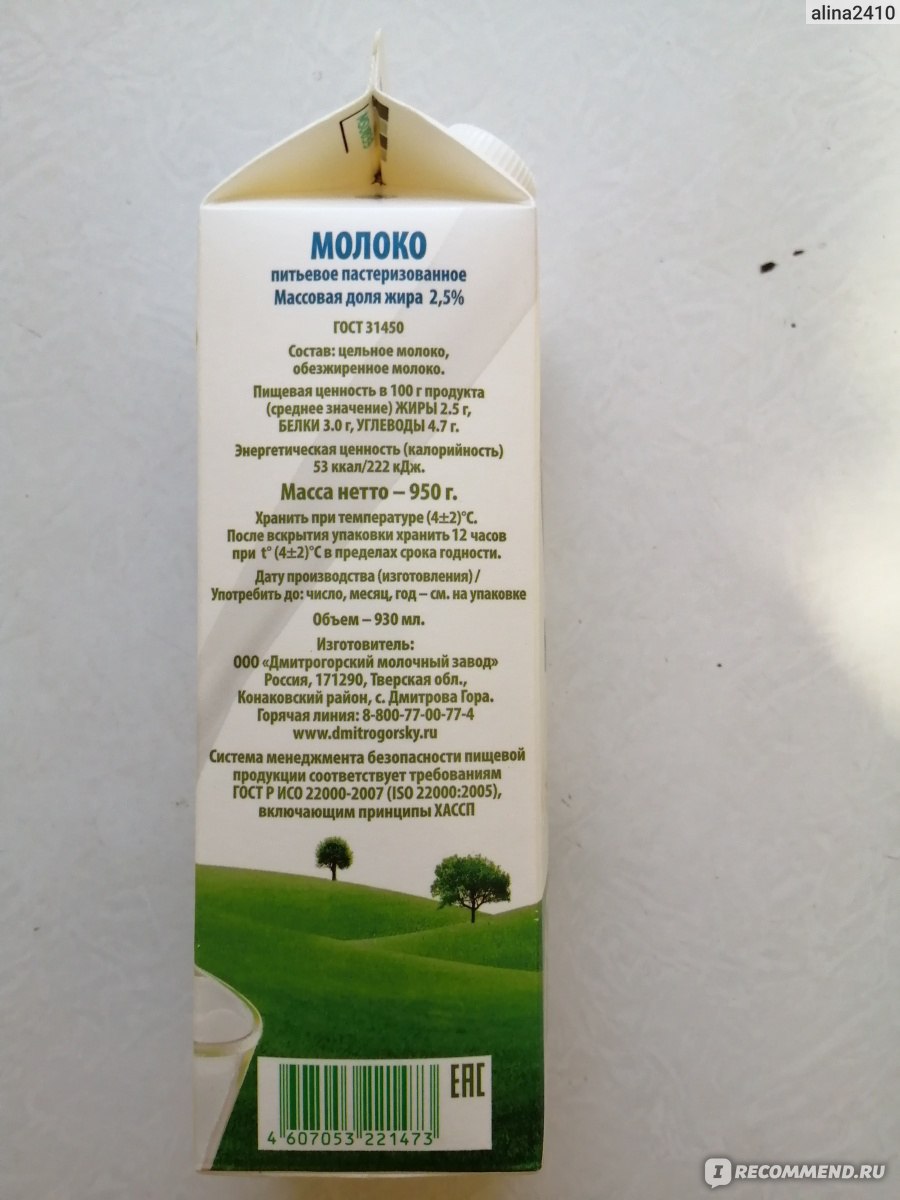 alina2410
МОЛОКО
питьевое пастеризованное
Массовая доля жира 2,5%
ГОСТ 31450
Состав: цельное молоко,
обезжиренное молоко.
Пищевая ценность в 100 г продукта
(среднее значение) ЖИРЫ 2.5 г,
БЕЛКИ 3.0 г, УГЛЕВОДЫ 4.7 г.
Энергетическая ценность (калорийность)
53 ккал/222 кДж.
Масса нетто – 950 г.
Хранить при температуре (4±2)°С.
После вскрытия упаковки хранить 12 часов
при t° (4±2)°С в пределах срока годности.
Дату производства (изготовления) /
Употребить до: число, месяц, год – см. на упаковке
Объем – 930 мл.
Изготовитель:
ООО «Дмитрогорский молочный завод»
Россия, 171290, Тверская обл.,
Конаковский район, с. Дмитрова Гора.
Горячая линия: 8-800-77-00-77-4
www.dmitrogorsky.ru
Система менеджмента безопасности пищевой
продукции соответствует требованиям
ГОСТ Р ИСО 22000-2007 (ISO 22000:2005),
включающим принципы ХАССП
EAC
4 607053 221473
IRECOMMEND.RU